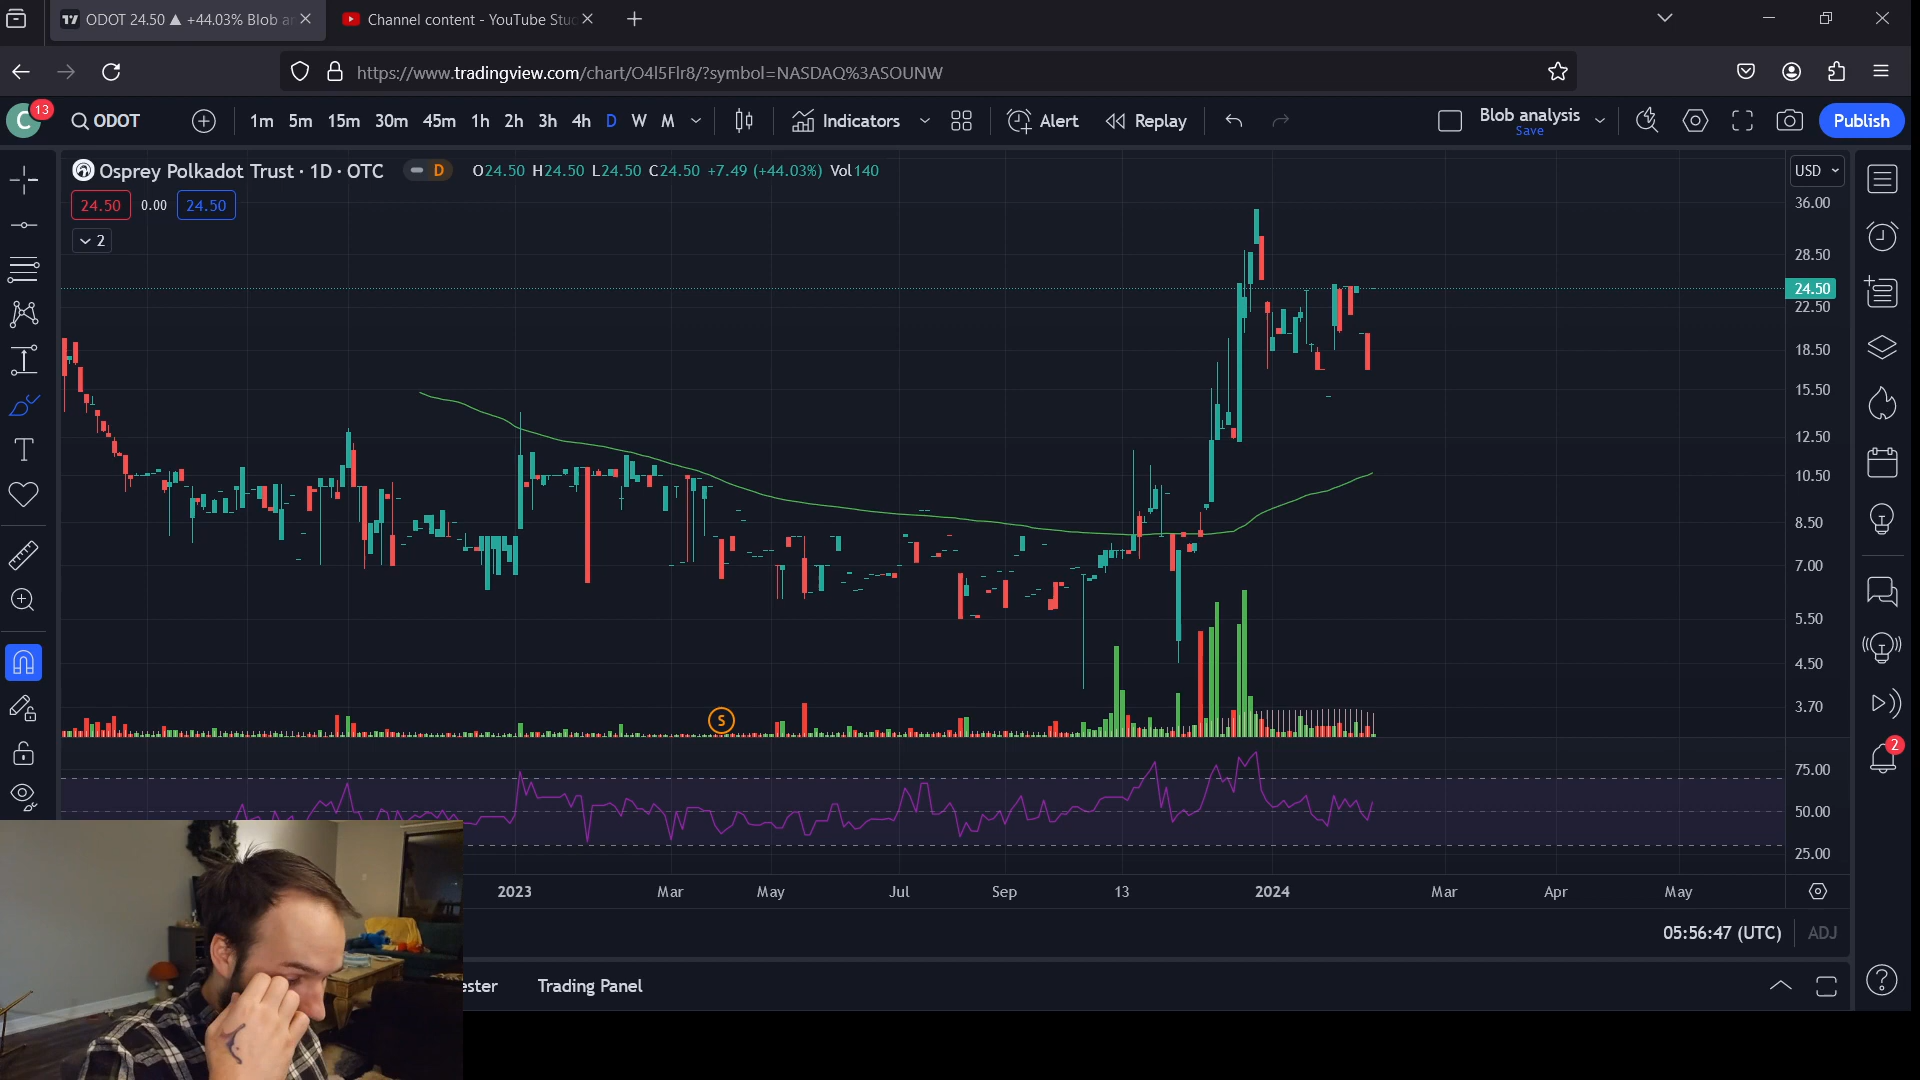 ODOT 24.50 ▲ +44.03% Blob a
Channel content - YouTube Stu
https://www.tradingview.com/chart/O4l5Flr8/?symbol=NASDAQ%3ASOUNW
C 13 ODOT 1m 5m 15m 30m 45m 1h 2h 3h 4h D W M Indicators Alert Replay Blob analysis Publish
Save
Osprey Polkadot Trust · 1D · OTC D O24.50 H24.50 L24.50 C24.50 +7.49 (+44.03%) Vol140 USD
24.50 0.00 24.50
2
36.00
28.50
24.50
22.50
18.50
15.50
12.50
10.50
8.50
7.00
5.50
4.50
3.70
S
2
75.00
50.00
25.00
2023 Mar May Jul Sep 13 2024 Mar Apr May
05:56:47 (UTC) ADJ
ester Trading Panel